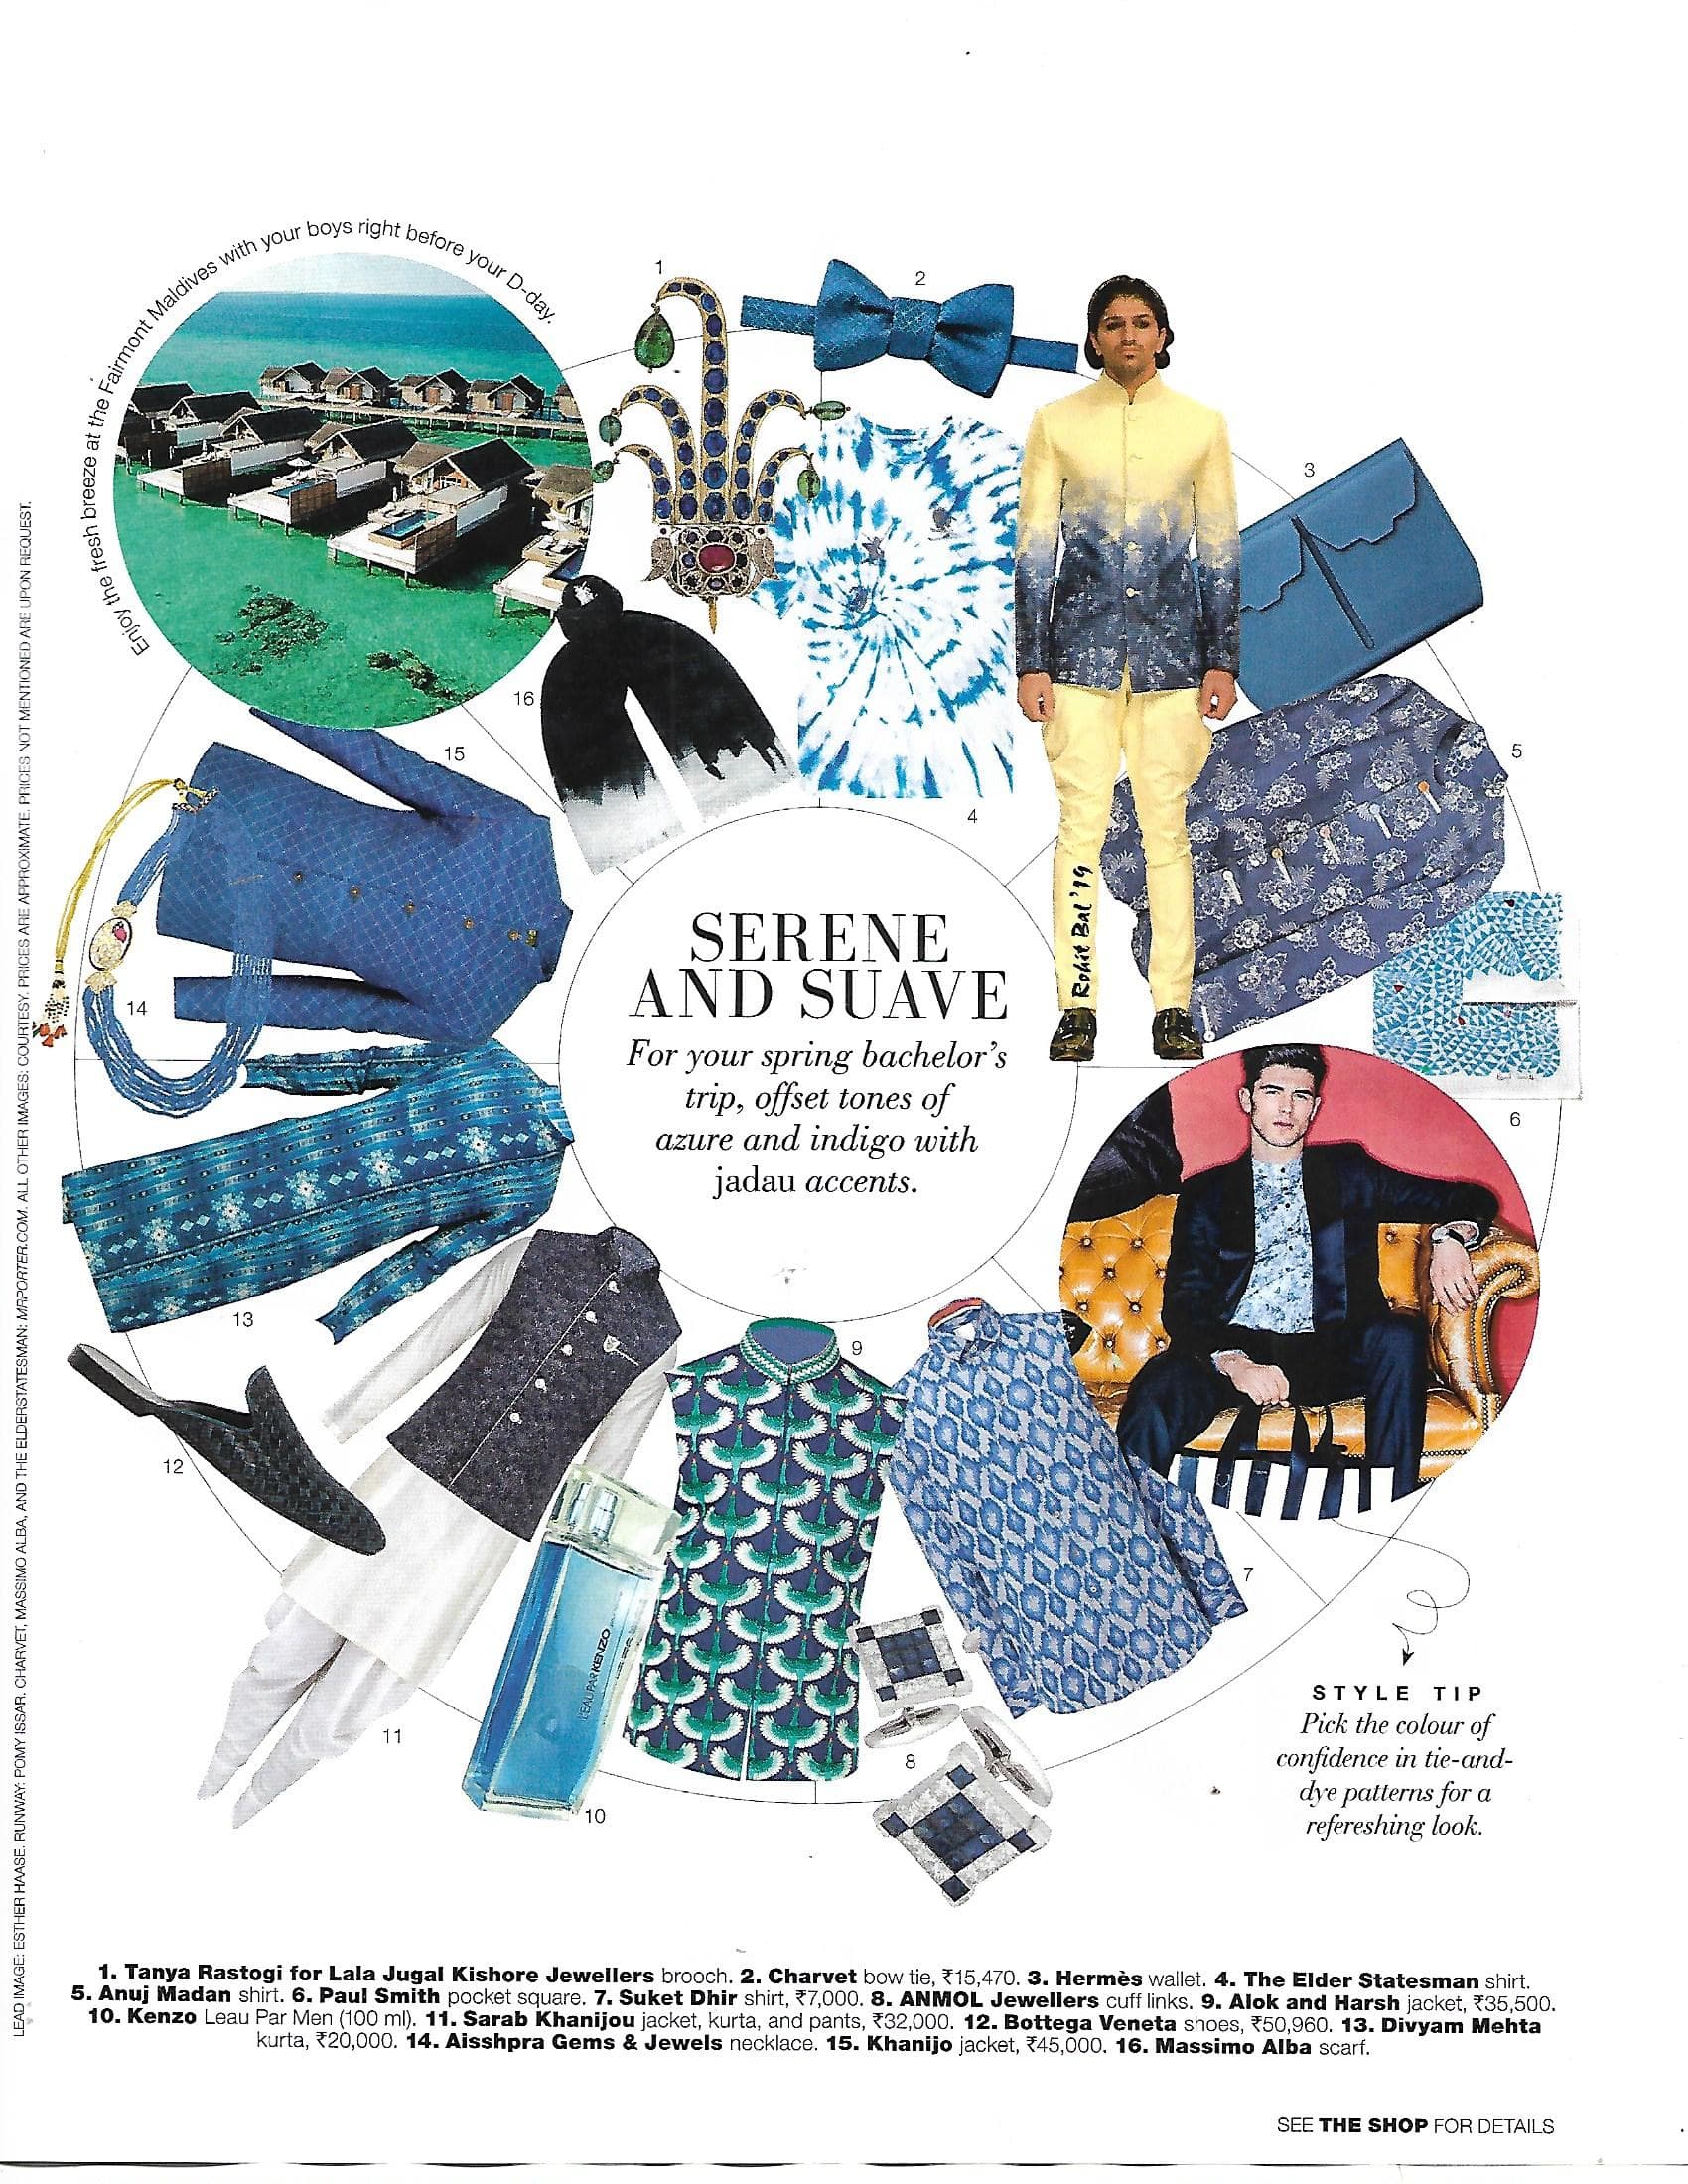 Enjoy the fresh breeze at the Fairmont Maldives with your boys right before your D-day.
1
2
3
4
5
6
7
8
9
10
11
12
13
14
15
16
Rohit Bal '19
SERENE
AND SUAVE
For your spring bachelor's
trip, offset tones of
azure and indigo with
jadau accents.
L'EAU PAR KENZO
STYLE TIP
Pick the colour of
confidence in tie-and-
dye patterns for a
refereshing look.
LEAD IMAGE: ESTHER HAASE. RUNWAY: POMY ISSAR. CHARVET, MASSIMO ALBA, AND THE ELDERSTATESMAN: MRPORTER.COM. ALL OTHER IMAGES: COURTESY. PRICES ARE APPROXIMATE. PRICES NOT MENTIONED ARE UPON REQUEST.
1. Tanya Rastogi for Lala Jugal Kishore Jewellers brooch. 2. Charvet bow tie, ₹15,470. 3. Hermès wallet. 4. The Elder Statesman shirt.
5. Anuj Madan shirt. 6. Paul Smith pocket square. 7. Suket Dhir shirt, ₹7,000. 8. ANMOL Jewellers cuff links. 9. Alok and Harsh jacket, ₹35,500.
10. Kenzo Leau Par Men (100 ml). 11. Sarab Khanijou jacket, kurta, and pants, ₹32,000. 12. Bottega Veneta shoes, ₹50,960. 13. Divyam Mehta
kurta, ₹20,000. 14. Aisshpra Gems & Jewels necklace. 15. Khanijo jacket, ₹45,000. 16. Massimo Alba scarf.
SEE THE SHOP FOR DETAILS